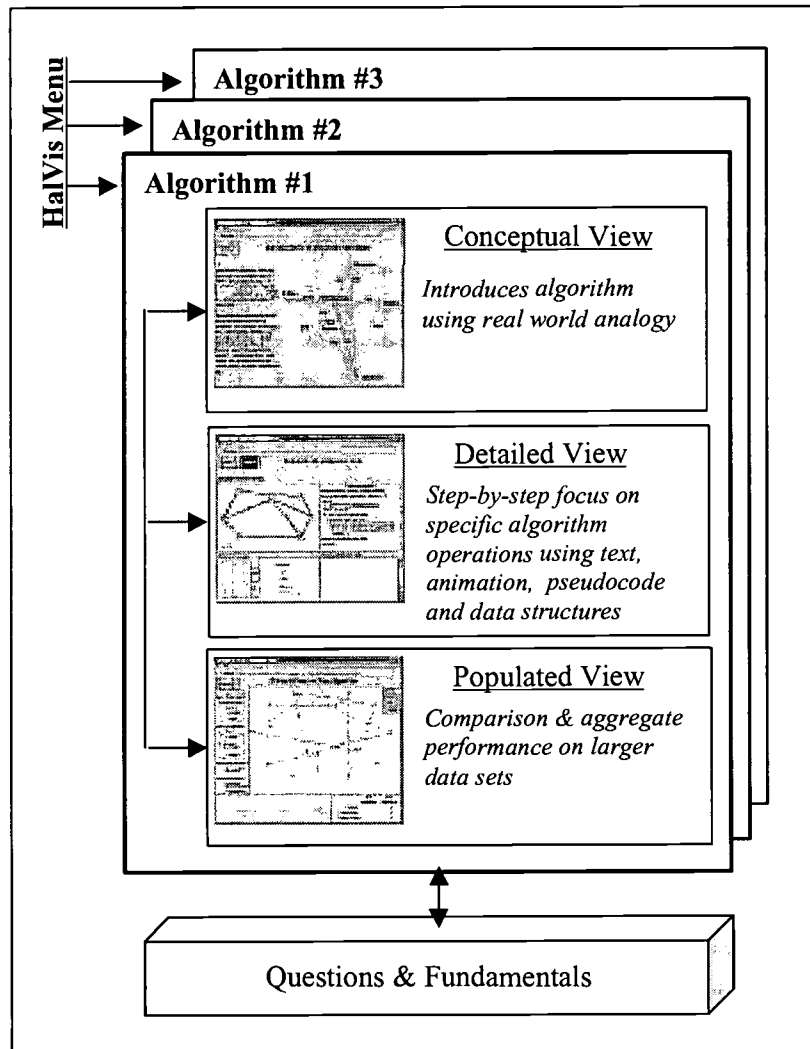 HalVis Menu
Algorithm #3
Algorithm #2
Algorithm #1
Conceptual View
Introduces algorithm
using real world analogy
Detailed View
Step-by-step focus on
specific algorithm
operations using text,
animation, pseudocode
and data structures
Populated View
Comparison & aggregate
performance on larger
data sets
Questions & Fundamentals